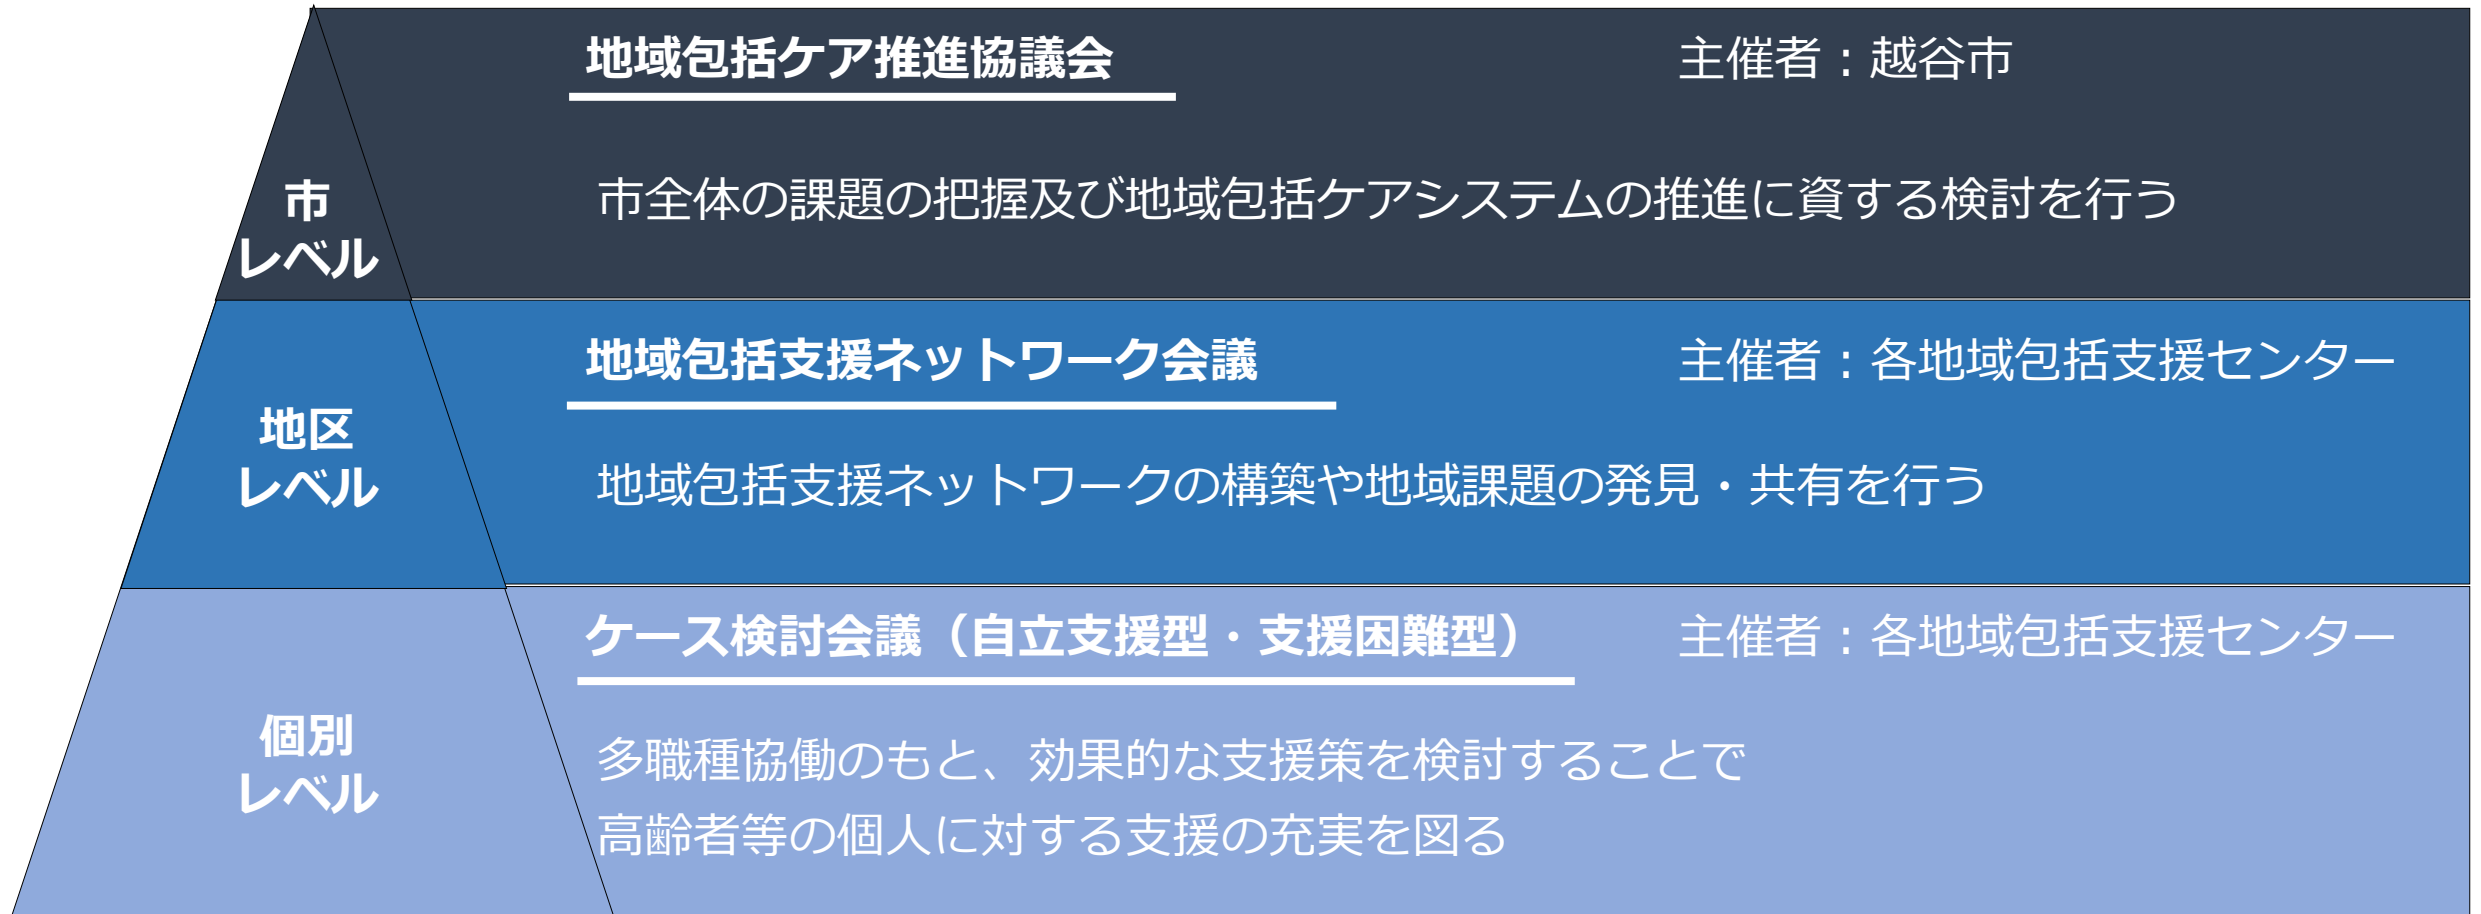 地域包括ケア推進協議会
主催者：越谷市
市
レベル
市全体の課題の把握及び地域包括ケアシステムの推進に資する検討を行う
地域包括支援ネットワーク会議
主催者：各地域包括支援センター
地区
レベル
地域包括支援ネットワークの構築や地域課題の発見・共有を行う
ケース検討会議（自立支援型・支援困難型）
主催者：各地域包括支援センター
個別
レベル
多職種協働のもと、効果的な支援策を検討することで
高齢者等の個人に対する支援の充実を図る